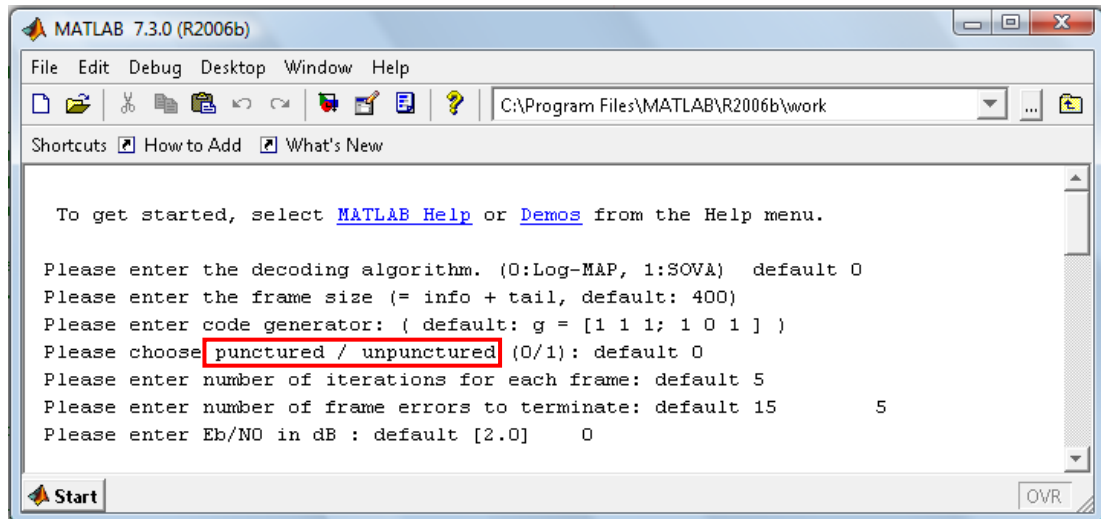 MATLAB 7.3.0 (R2006b)
File Edit Debug Desktop Window Help
C:\Program Files\MATLAB\R2006b\work ...
Shortcuts How to Add What's New
To get started, select MATLAB Help or Demos from the Help menu.
Please enter the decoding algorithm. (0:Log-MAP, 1:SOVA) default 0
Please enter the frame size (= info + tail, default: 400)
Please enter code generator: ( default: g = [1 1 1; 1 0 1 ] )
Please choose punctured / unpunctured (0/1): default 0
Please enter number of iterations for each frame: default 5
Please enter number of frame errors to terminate: default 15 5
Please enter Eb/N0 in dB : default [2.0] 0
Start OVR